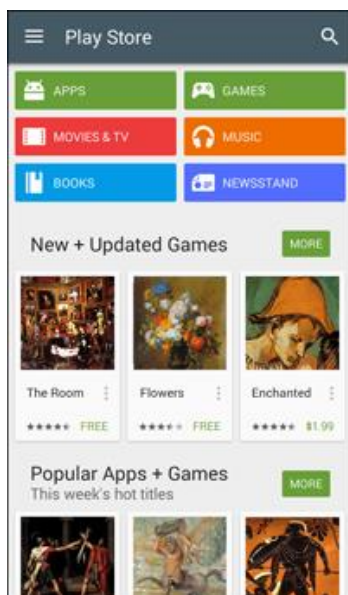 Play Store
APPS
GAMES
MOVIES & TV
MUSIC
BOOKS
NEWSSTAND
New + Updated Games
MORE
The Room
Flowers
Enchanted
FREE
FREE
$1.99
Popular Apps + Games
This week's hot titles
MORE